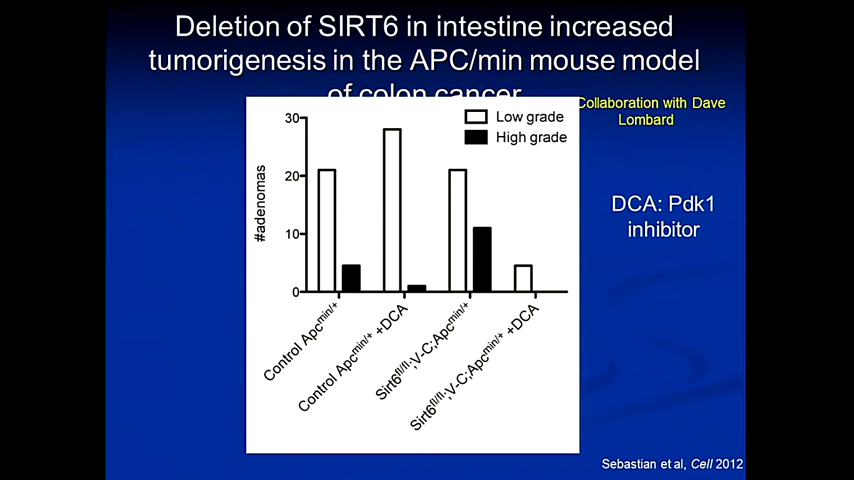 Deletion of SIRT6 in intestine increased
tumorigenesis in the APC/min mouse model
of colon cancer
Collaboration with Dave
Lombard
Low grade
High grade
30
20
10
0
#adenomas
Control Apcmin/+
Control Apcmin/+ +DCA
Sirt6fl/fl;V-C;Apcmin/+
Sirt6fl/fl;V-C;Apcmin/+ +DCA
DCA: Pdk1
inhibitor
Sebastian et al, Cell 2012